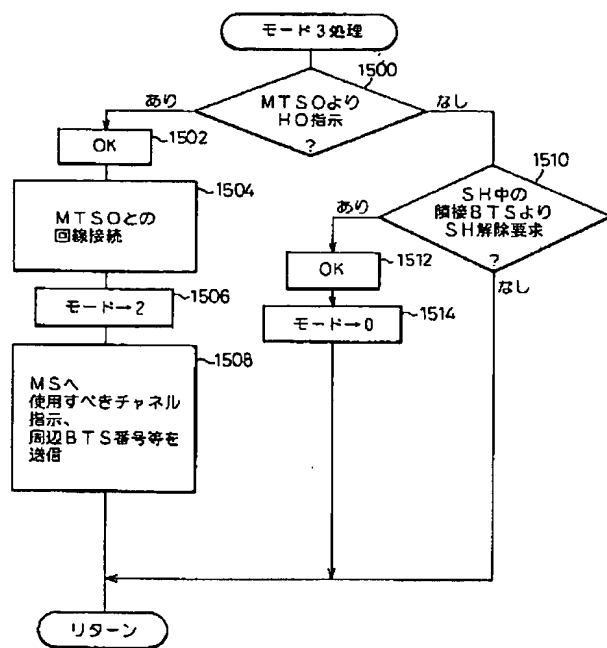 モード3処理
1500
MTSOより
HO指示
?
あり
なし
OK
1502
1504
MTSOとの
回線接続
1506
モード→2
1508
MSへ
使用すべきチャネル
指示、
周辺BTS番号等を
送信
1510
SH中の
隣接BTSより
SH解除要求
?
あり
なし
OK
1512
モード→0
1514
リターン